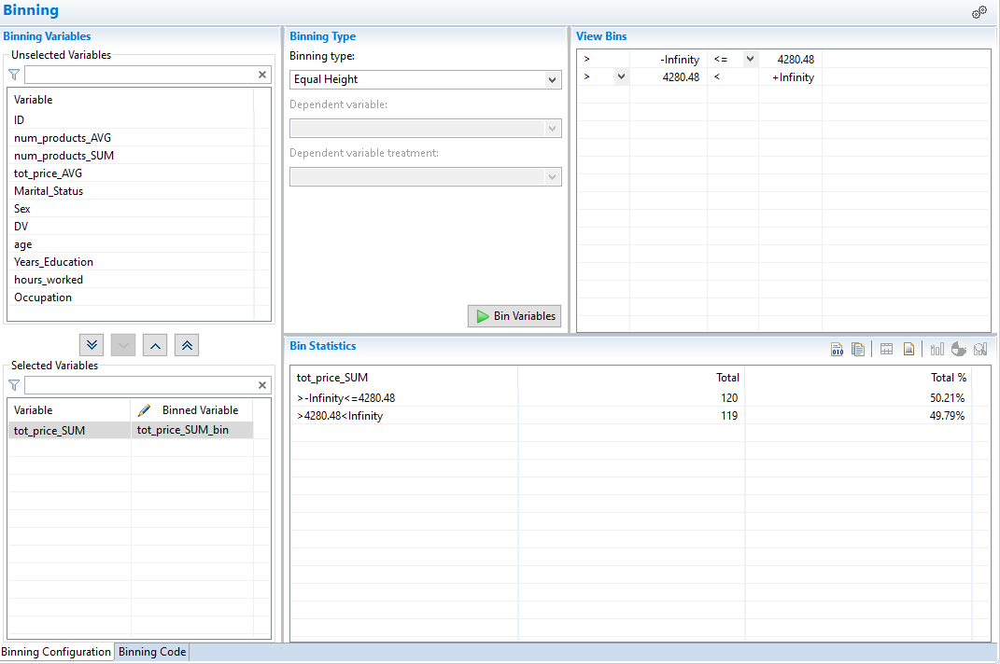 Binning
Binning Variables
Unselected Variables
Variable
ID
num_products_AVG
num_products_SUM
tot_price_AVG
Marital_Status
Sex
DV
age
Years_Education
hours_worked
Occupation
Selected Variables
Variable Binned Variable
tot_price_SUM tot_price_SUM_bin
Binning Type
Binning type:
Equal Height
Dependent variable:
Dependent variable treatment:
Bin Variables
View Bins
> -Infinity <= 4280.48
> 4280.48 < +Infinity
Bin Statistics
tot_price_SUM Total Total %
>-Infinity<=4280.48 120 50.21%
>4280.48<Infinity 119 49.79%
Binning Configuration Binning Code